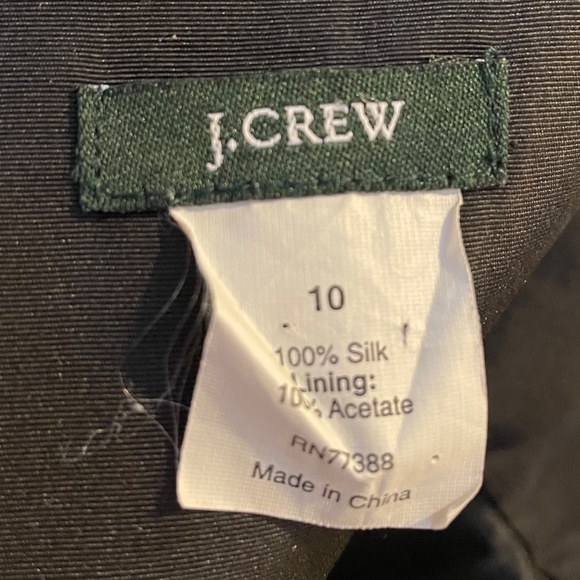 J.CREW
10
100% Silk
Lining:
Acetate
RN77388
Made in China